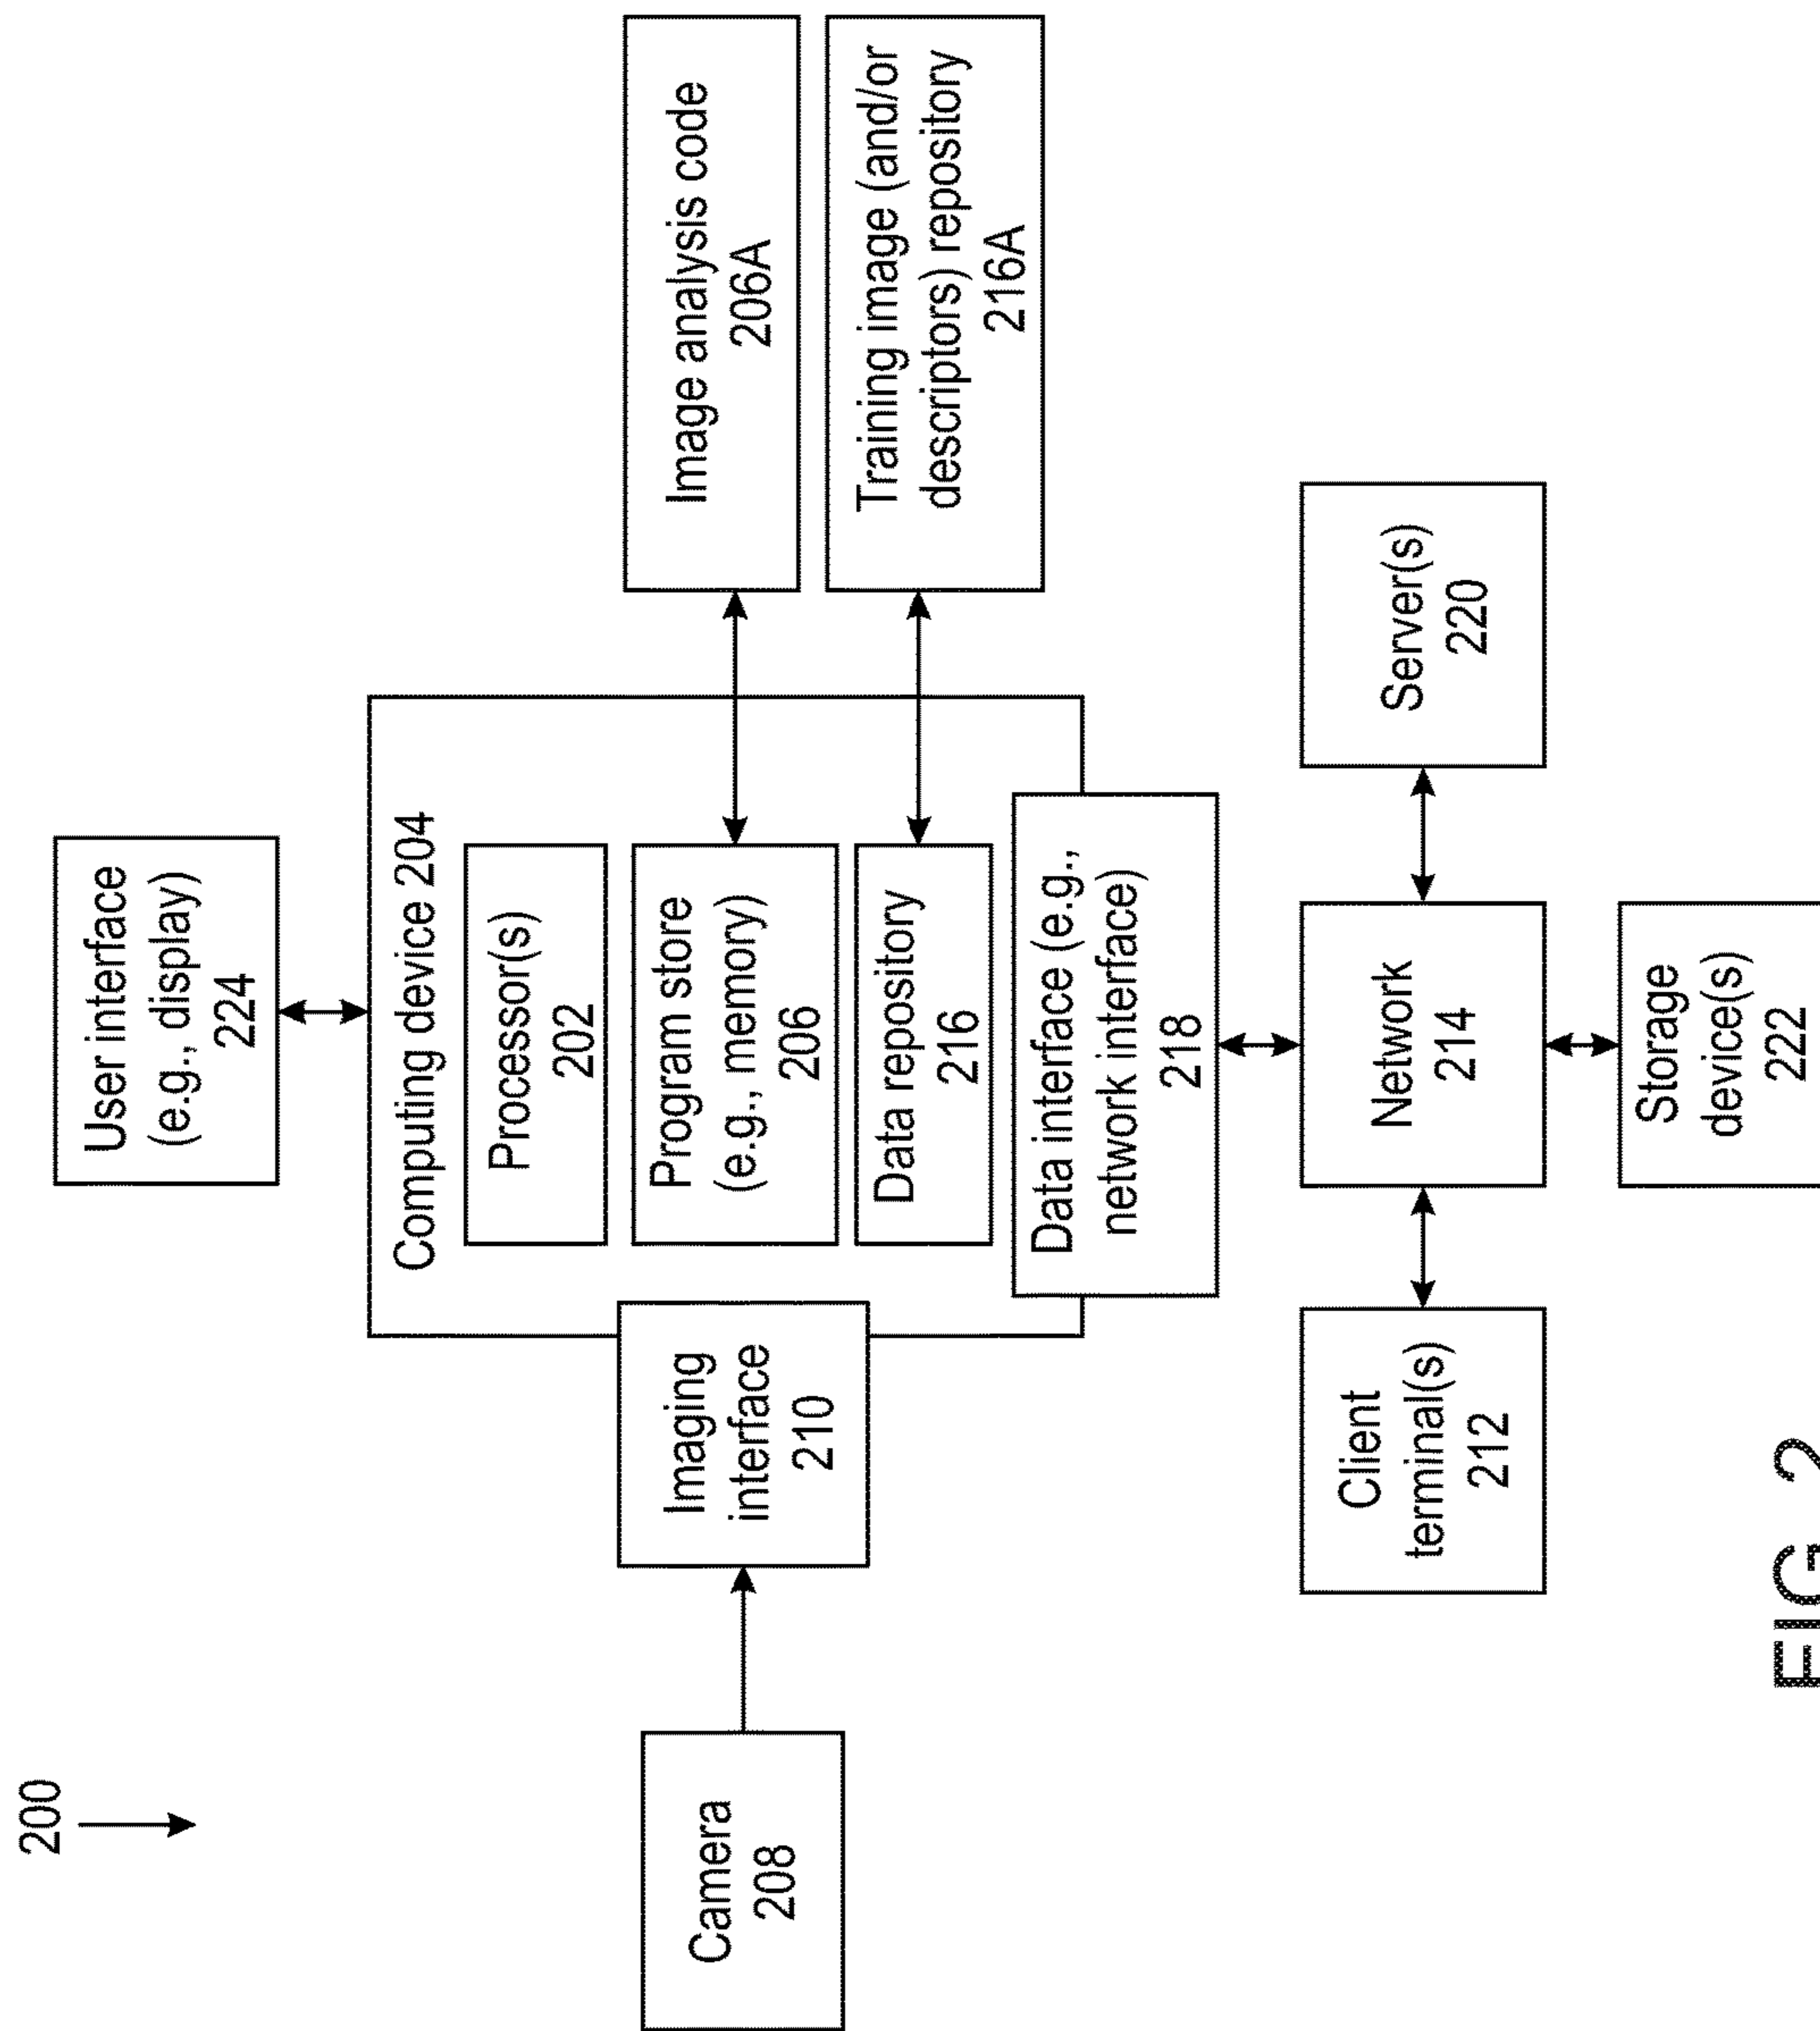 200
User interface
(e.g., display)
224
Computing device 204
Processor(s)
202
Program store
(e.g., memory)
206
Data repository
216
Data interface (e.g.,
network interface)
218
Imaging
interface
210
Camera
208
Image analysis code
206A
Training image (and/or
descriptors) repository
216A
Client
terminal(s)
212
Network
214
Server(s)
220
Storage
device(s)
222
FIG. 2